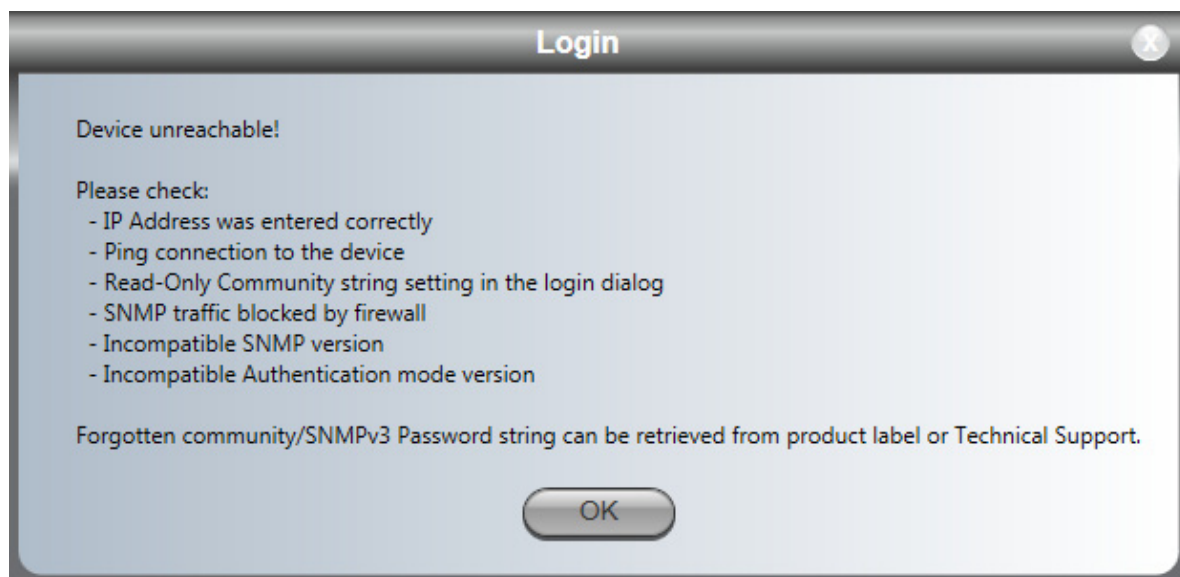 Login
X
Device unreachable!
Please check:
- IP Address was entered correctly
- Ping connection to the device
- Read-Only Community string setting in the login dialog
- SNMP traffic blocked by firewall
- Incompatible SNMP version
- Incompatible Authentication mode version
Forgotten community/SNMPv3 Password string can be retrieved from product label or Technical Support.
OK